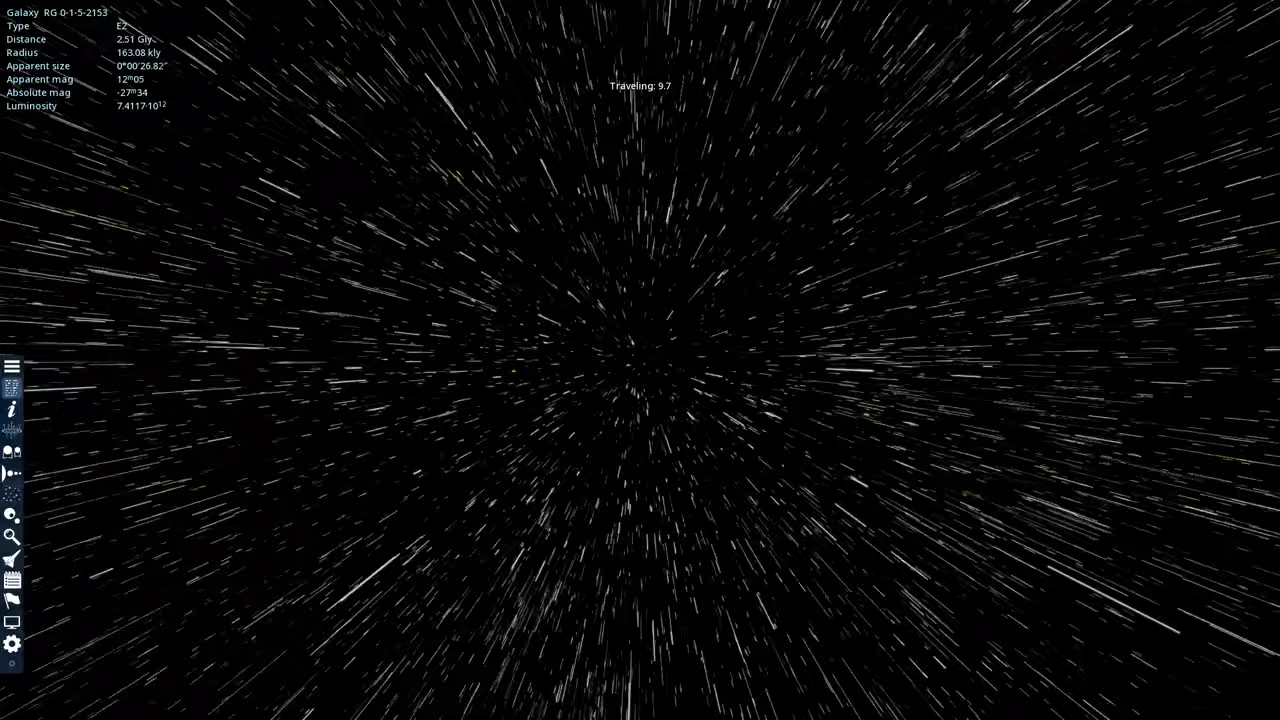 Galaxy RG 0-1-5-2153
Type E2
Distance 2.51 Gly
Radius 163.08 kly
Apparent size 0°00′26.82″
Apparent mag 12ᵐ05
Absolute mag -27ᵐ34
Luminosity 7.4117·10¹²
Traveling: 9.7